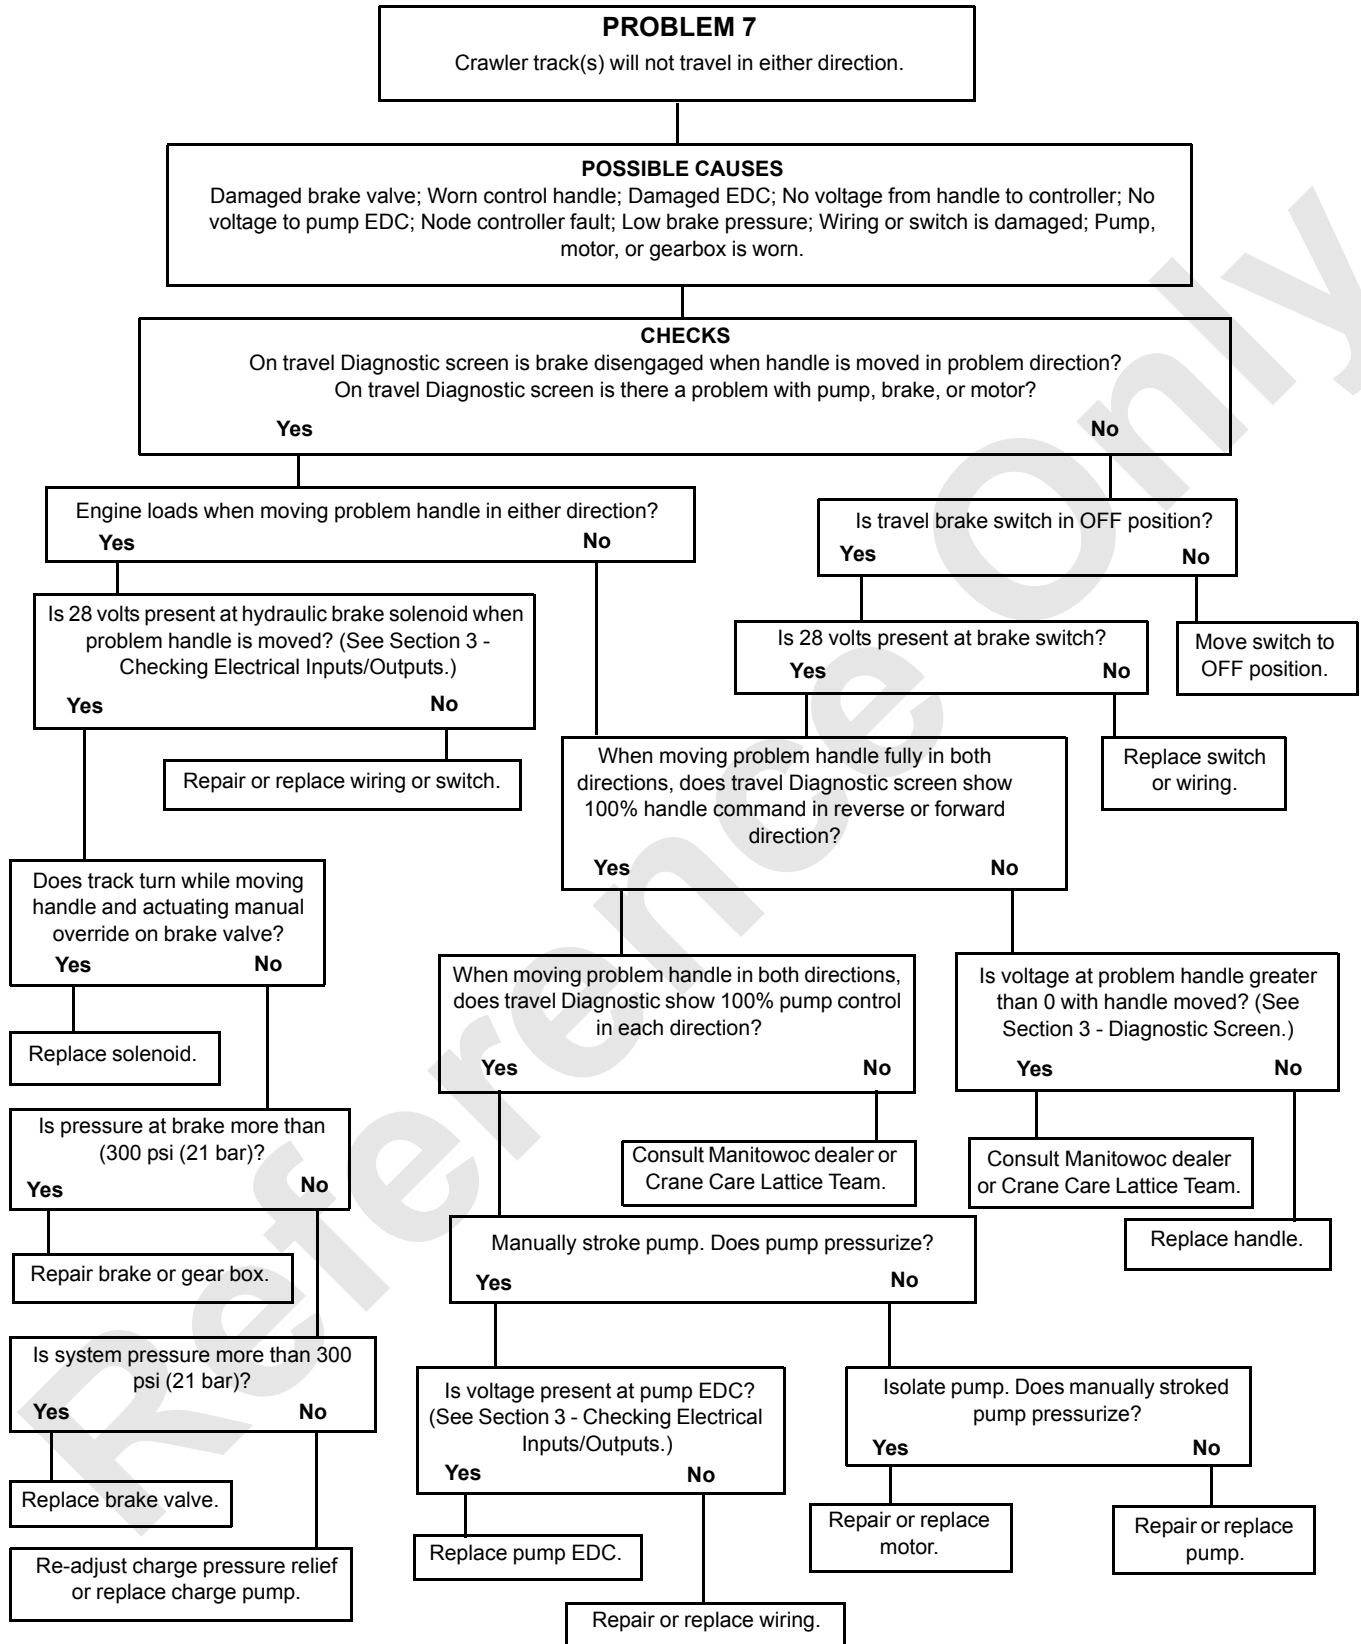 PROBLEM 7
Crawler track(s) will not travel in either direction.
POSSIBLE CAUSES
Damaged brake valve; Worn control handle; Damaged EDC; No voltage from handle to controller; No
voltage to pump EDC; Node controller fault; Low brake pressure; Wiring or switch is damaged; Pump,
motor, or gearbox is worn.
CHECKS
On travel Diagnostic screen is brake disengaged when handle is moved in problem direction?
On travel Diagnostic screen is there a problem with pump, brake, or motor?
Yes
No
Engine loads when moving problem handle in either direction?
Yes
No
Is travel brake switch in OFF position?
Yes
No
Is 28 volts present at hydraulic brake solenoid when
problem handle is moved? (See Section 3 -
Checking Electrical Inputs/Outputs.)
Yes
No
Is 28 volts present at brake switch?
Yes
No
Move switch to
OFF position.
Repair or replace wiring or switch.
When moving problem handle fully in both
directions, does travel Diagnostic screen show
100% handle command in reverse or forward
direction?
Yes
No
Replace switch
or wiring.
Does track turn while moving
handle and actuating manual
override on brake valve?
Yes
No
When moving problem handle in both directions,
does travel Diagnostic show 100% pump control
in each direction?
Yes
No
Is voltage at problem handle greater
than 0 with handle moved? (See
Section 3 - Diagnostic Screen.)
Yes
No
Replace solenoid.
Is pressure at brake more than
(300 psi (21 bar)?
Yes
No
Consult Manitowoc dealer or
Crane Care Lattice Team.
Consult Manitowoc dealer
or Crane Care Lattice Team.
Replace handle.
Repair brake or gear box.
Manually stroke pump. Does pump pressurize?
Yes
No
Is system pressure more than 300
psi (21 bar)?
Yes
No
Is voltage present at pump EDC?
(See Section 3 - Checking Electrical
Inputs/Outputs.)
Yes
No
Isolate pump. Does manually stroked
pump pressurize?
Yes
No
Replace brake valve.
Re-adjust charge pressure relief
or replace charge pump.
Replace pump EDC.
Repair or replace wiring.
Repair or replace
motor.
Repair or replace
pump.
Reference Only